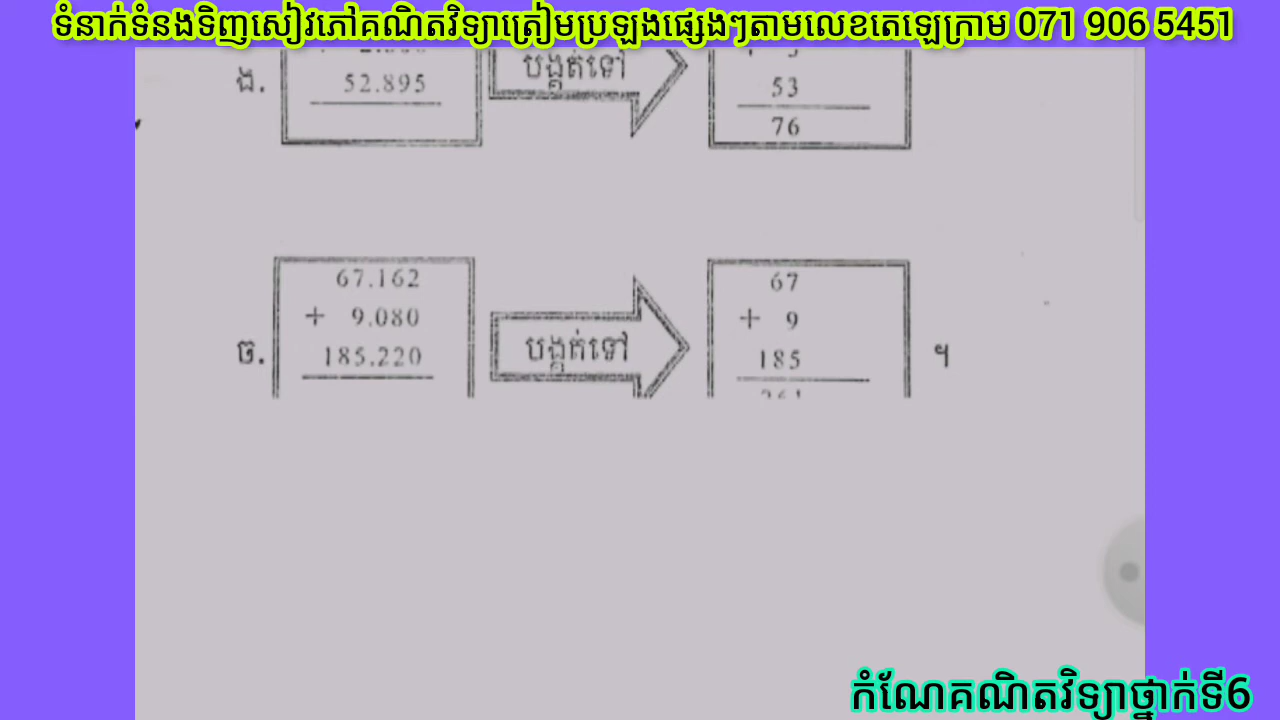 ទំនាក់ទំនងទិញសៀវភៅគណិតវិទ្យាត្រៀមប្រឡងផ្សេងៗតាមលេខតេឡេក្រាម 071 906 5451
ង.
52.895
បង្គត់ទៅ
53
76
ច.
67.162
+ 9.080
185.220
បង្គត់ទៅ
67
+ 9
185
។
កំណែគណិតវិទ្យាថ្នាក់ទី6